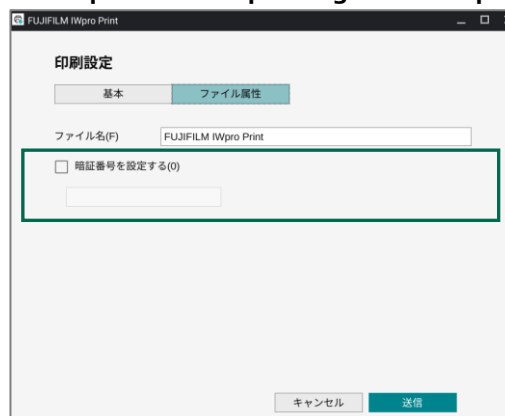 FUJIFILM IWpro Print
印刷設定
基本 ファイル属性
ファイル名(F) FUJIFILM IWpro Print
暗証番号を設定する(0)
キャンセル 送信